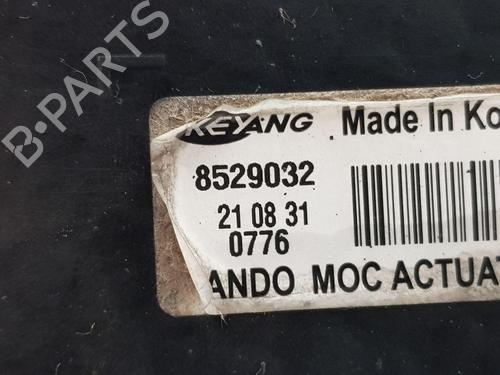 B-PARTS
KEYANG Made In Ko
8529032
21 08 31
0776
ANDO MOC ACTUAT